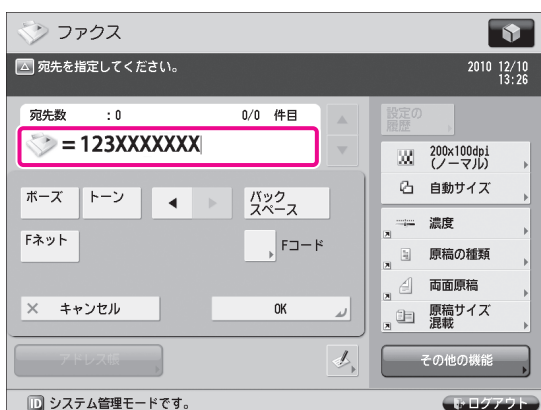 ファクス
宛先を指定してください。
2010 12/10
13:26
宛先数 :0 0/0 件目
=123XXXXXXX
ポーズ
トーン
バック
スペース
Fネット
Fコード
キャンセル
OK
アドレス帳
設定の
履歴
200x100dpi
(ノーマル)
自動サイズ
濃度
原稿の種類
両面原稿
原稿サイズ
混載
その他の機能
ID システム管理モードです。
ログアウト